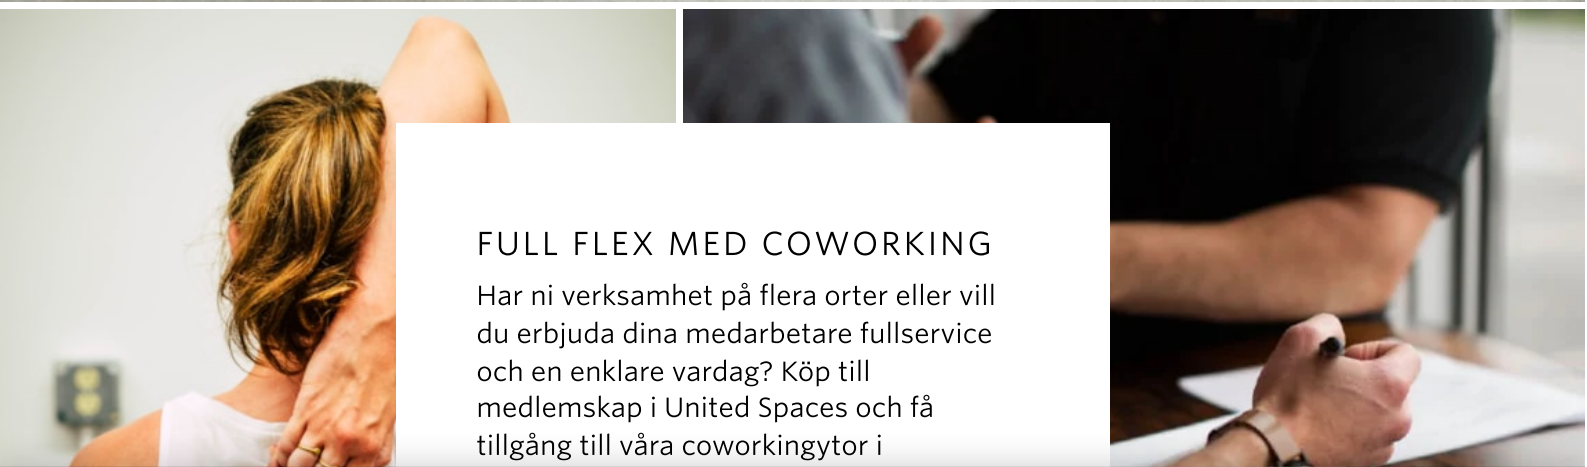 FULL FLEX MED COWORKING
Har ni verksamhet på flera orter eller vill
du erbjuda dina medarbetare fullservice
och en enklare vardag? Köp till
medlemskap i United Spaces och få
tillgång till våra coworkingytor i